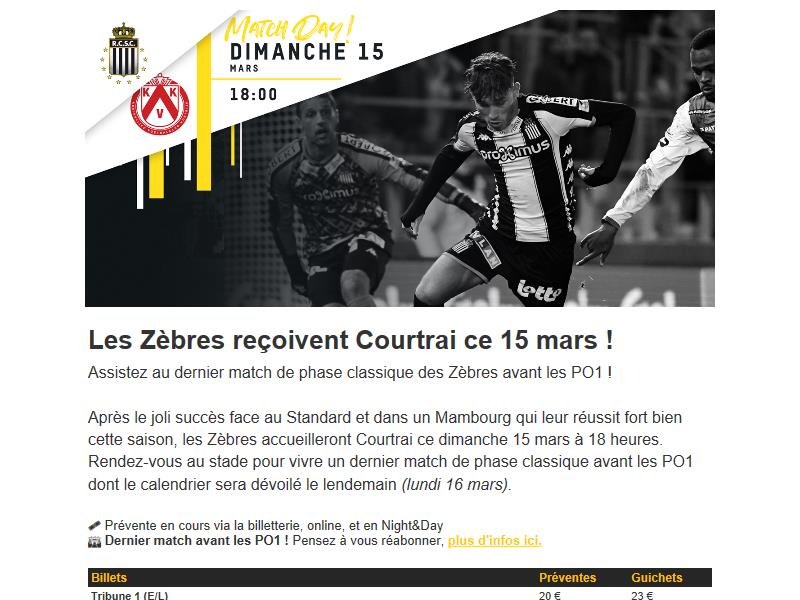 R.C.S.C.
K K
V
Match Day!
DIMANCHE 15
MARS
18:00
proximus
proximus
lotto
Les Zèbres reçoivent Courtrai ce 15 mars !
Assistez au dernier match de phase classique des Zèbres avant les PO1 !
Après le joli succès face au Standard et dans un Mambourg qui leur réussit fort bien
cette saison, les Zèbres accueilleront Courtrai ce dimanche 15 mars à 18 heures.
Rendez-vous au stade pour vivre un dernier match de phase classique avant les PO1
dont le calendrier sera dévoilé le lendemain (lundi 16 mars).
Prévente en cours via la billetterie, online, et en Night&Day
Dernier match avant les PO1 ! Pensez à vous réabonner, plus d'infos ici.
Billets Préventes Guichets
Tribune 1 (E/L) 20 € 23 €